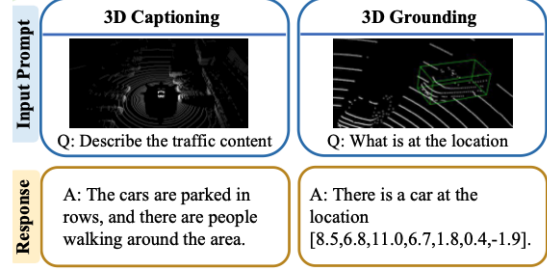 3D Captioning
3D Grounding
Input Prompt
Q: Describe the traffic content
Q: What is at the location
Response
A: The cars are parked in
rows, and there are people
walking around the area.
A: There is a car at the
location
[8.5,6.8,11.0,6.7,1.8,0.4,-1.9].